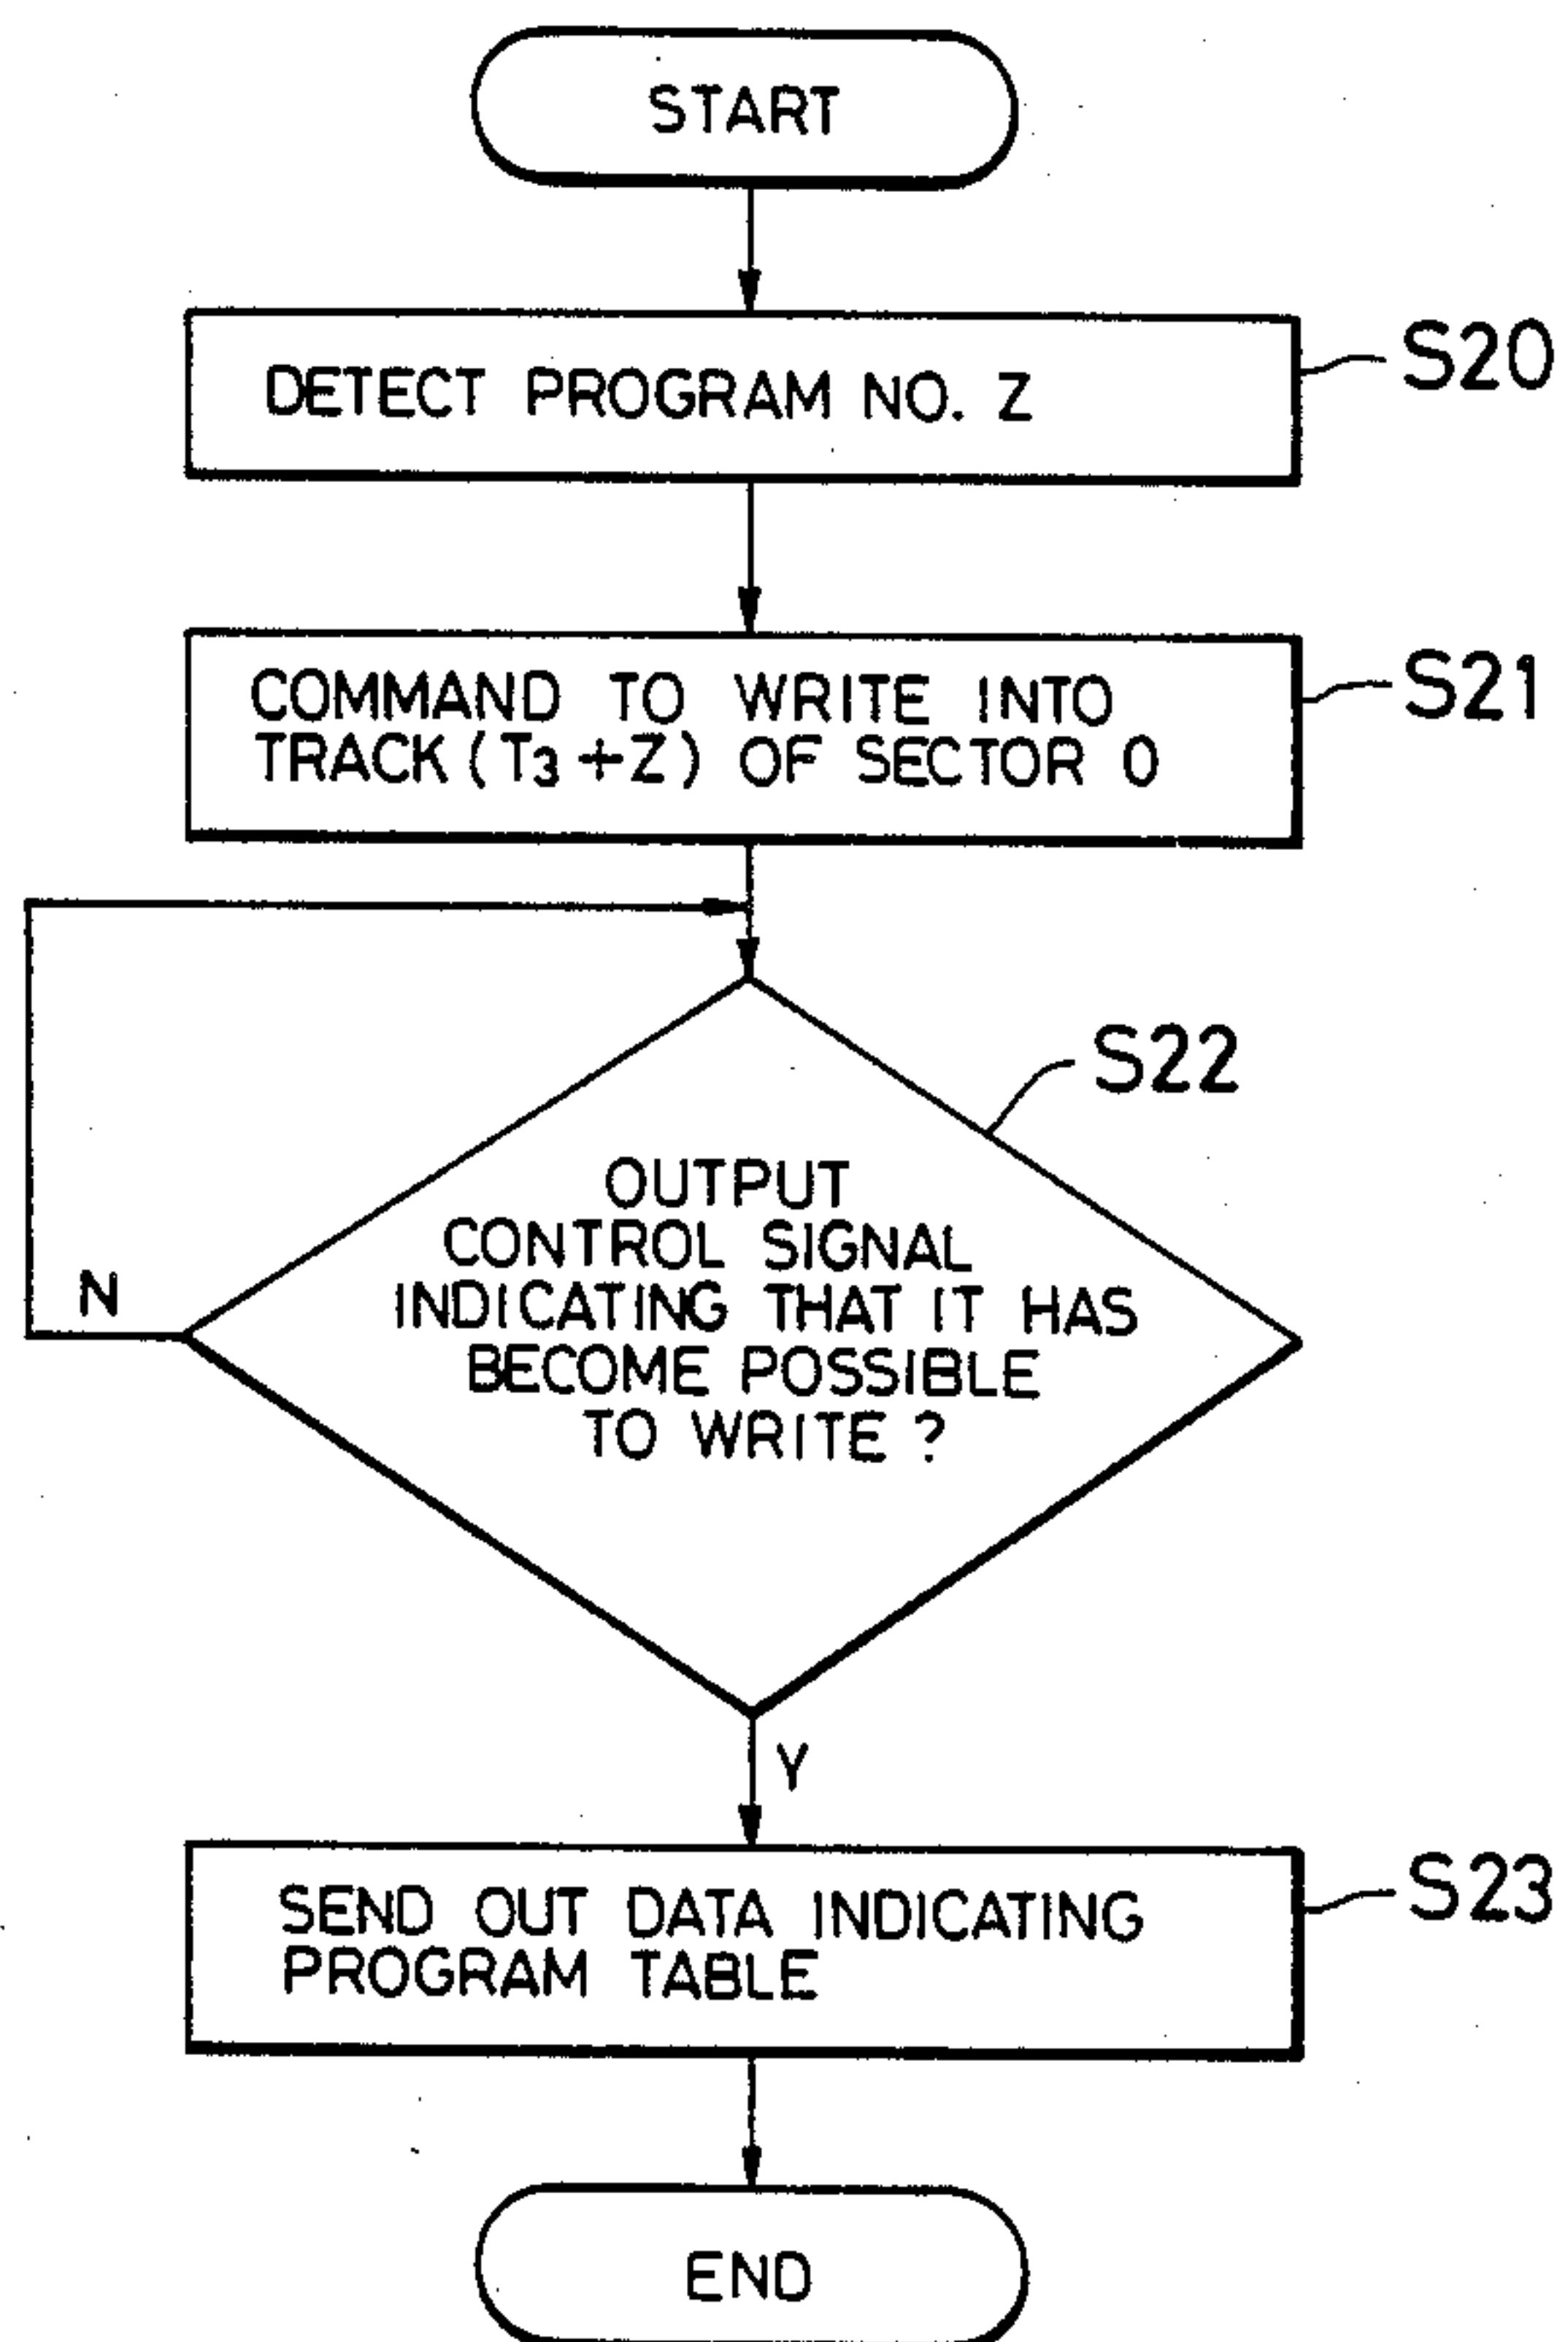 START
DETECT PROGRAM NO. Z
S20
COMMAND TO WRITE INTO
TRACK (T3+Z) OF SECTOR 0
S21
S22
OUTPUT
CONTROL SIGNAL
INDICATING THAT IT HAS
BECOME POSSIBLE
TO WRITE ?
N
Y
SEND OUT DATA INDICATING
PROGRAM TABLE
S23
END